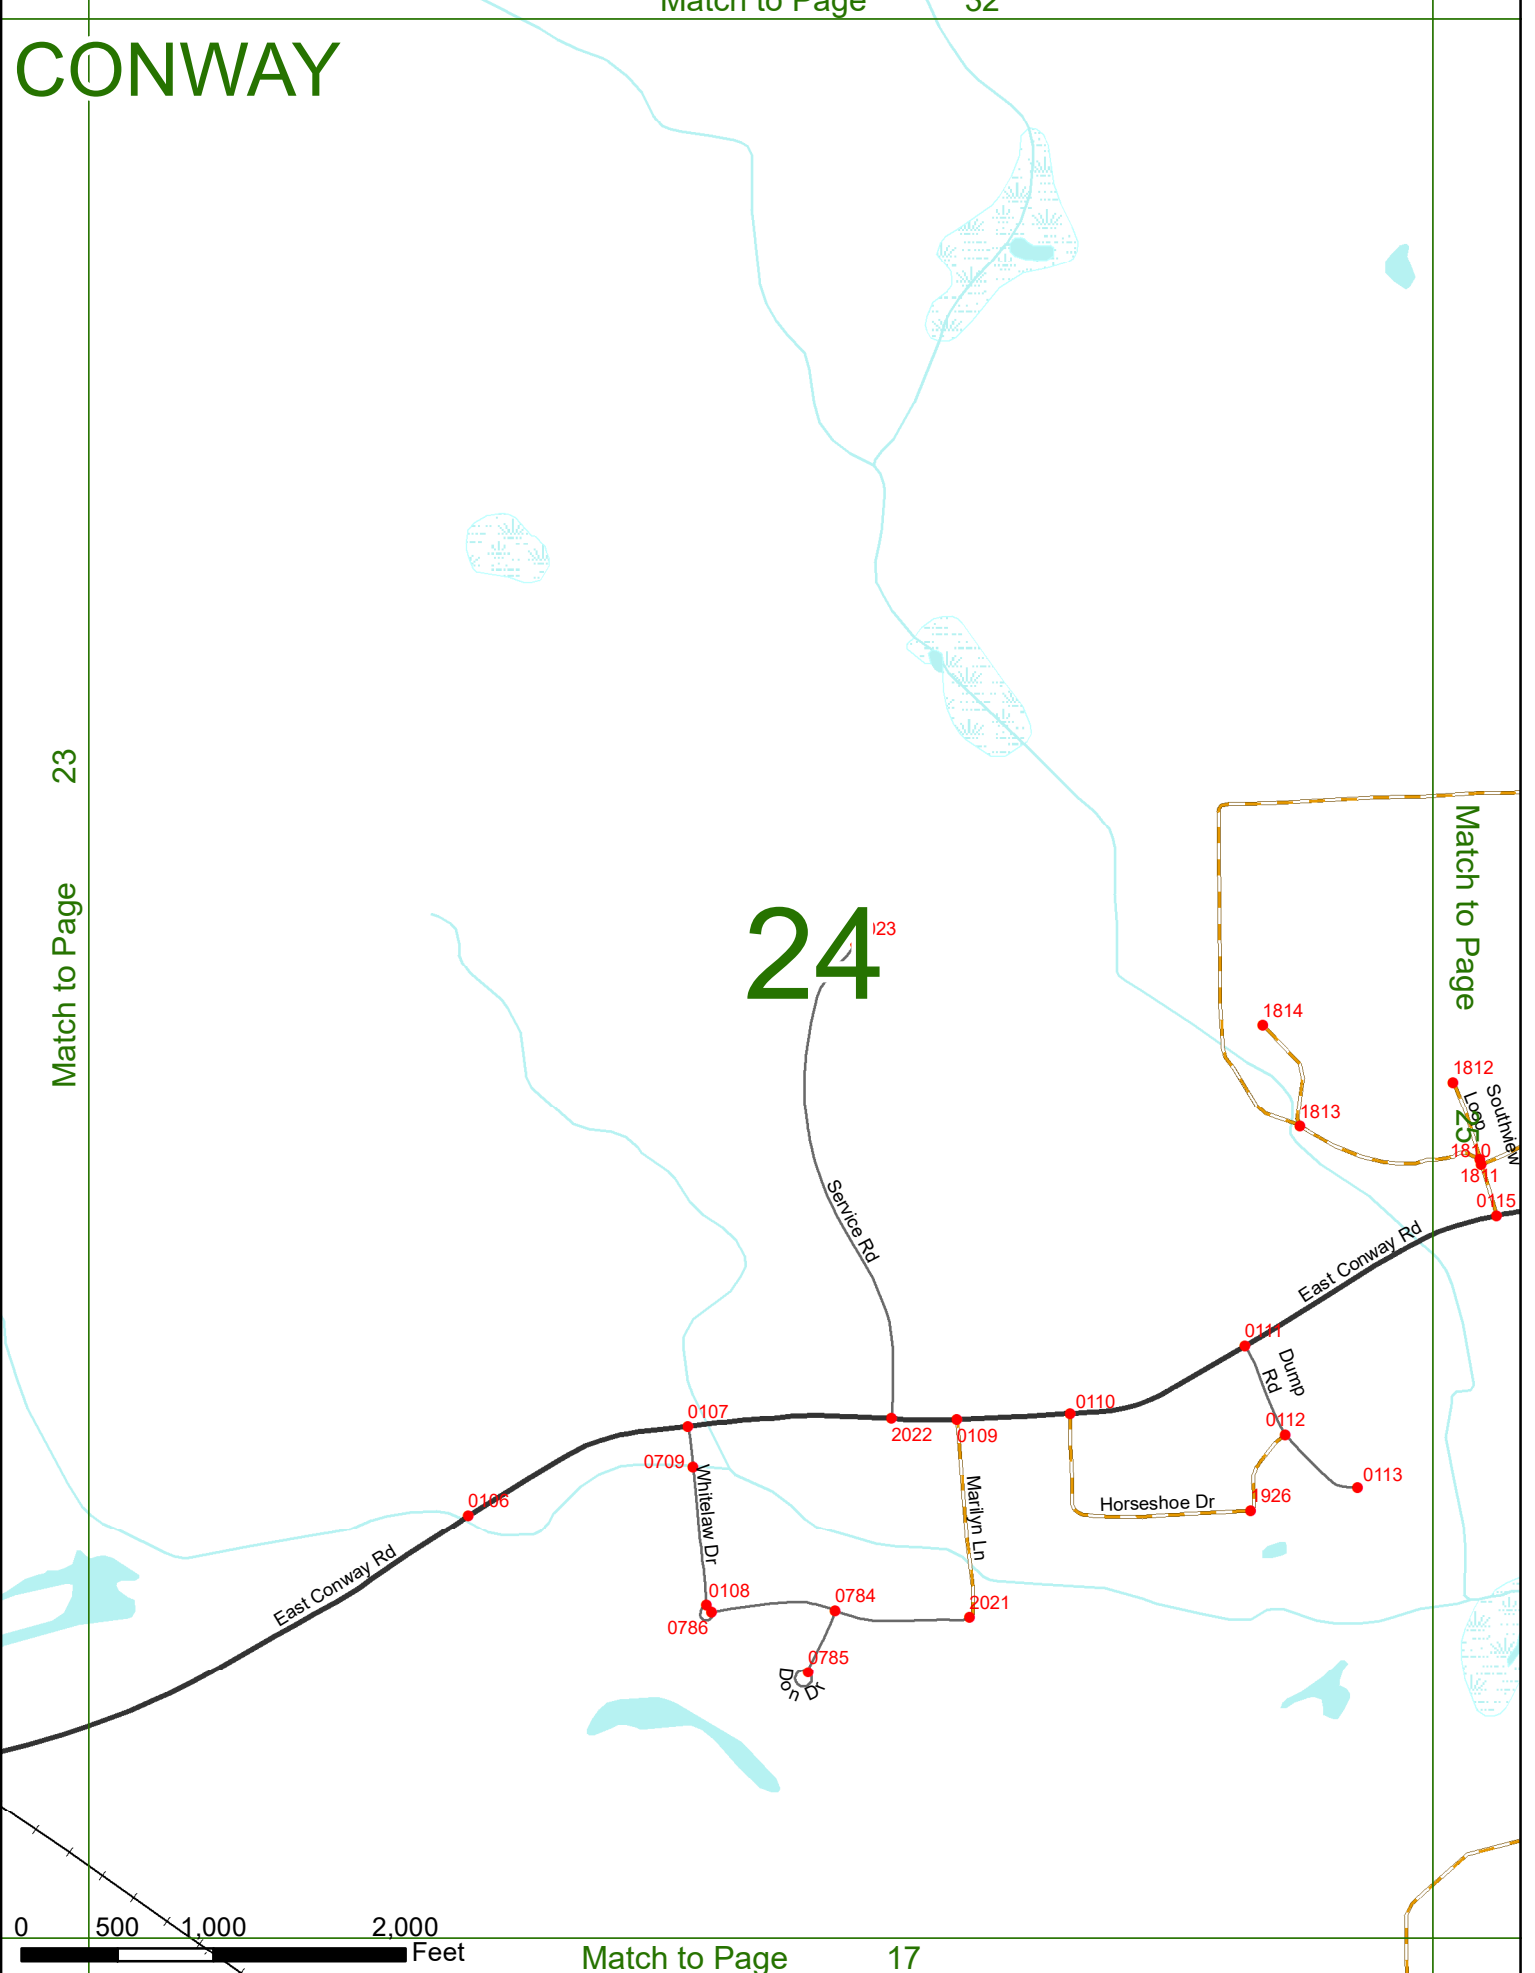 Match to Page 32
CONWAY
23
Match to Page
Match to Page
25
24
023
1814
1813
1812
Southview
Loop
1810
1811
0115
Service Rd
East Conway Rd
0111
Dump
Rd
0110
0107
2022
0109
0112
0709
0113
1926
Horseshoe Dr
Whitelaw Dr
Marilyn Ln
0106
East Conway Rd
0108
0784
2021
0786
0785
Don Dr
0 500 1,000 2,000
Feet
Match to Page 17